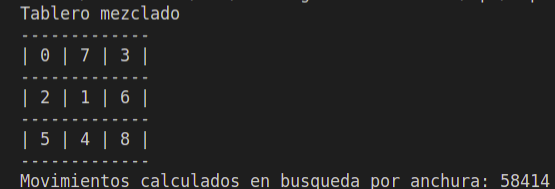 Tablero mezclado
-------------
| 0 | 7 | 3 |
-------------
| 2 | 1 | 6 |
-------------
| 5 | 4 | 8 |
-------------
Movimientos calculados en busqueda por anchura: 58414